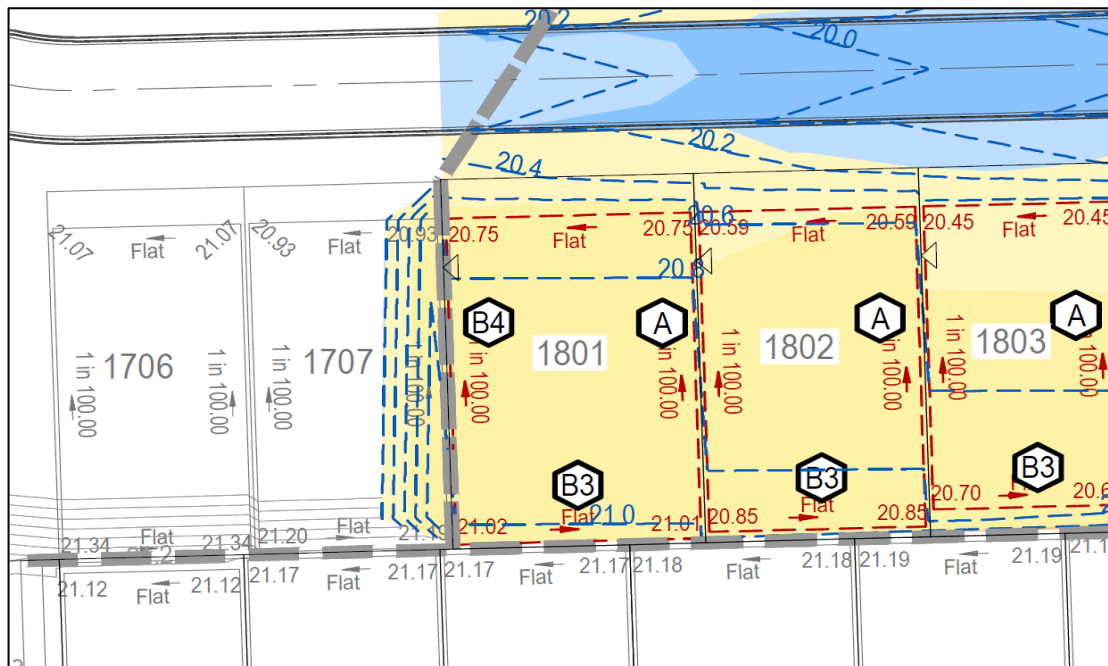 20.2
20.0
20.2
20.4
21.07
21.07
20.93
20.93
20.75
20.75
20.6
20.59
20.59
20.45
20.45
Flat
Flat
Flat
Flat
Flat
20.8
B4
A
A
A
1706
1707
1801
1802
1803
1 in 100.00
1 in 100.00
1 in 100.00
1 in 100.00
1 in 100.00
1 in 100.00
1 in 100.00
B3
B3
B3
20.70
21.34
21.34
21.20
Flat
Flat
21.19
21.02
Flat
21.0
21.01
20.85
Flat
20.85
21.12
Flat
21.12
21.17
Flat
21.17
21.17
Flat
21.17
21.18
Flat
21.18
21.19
Flat
21.19